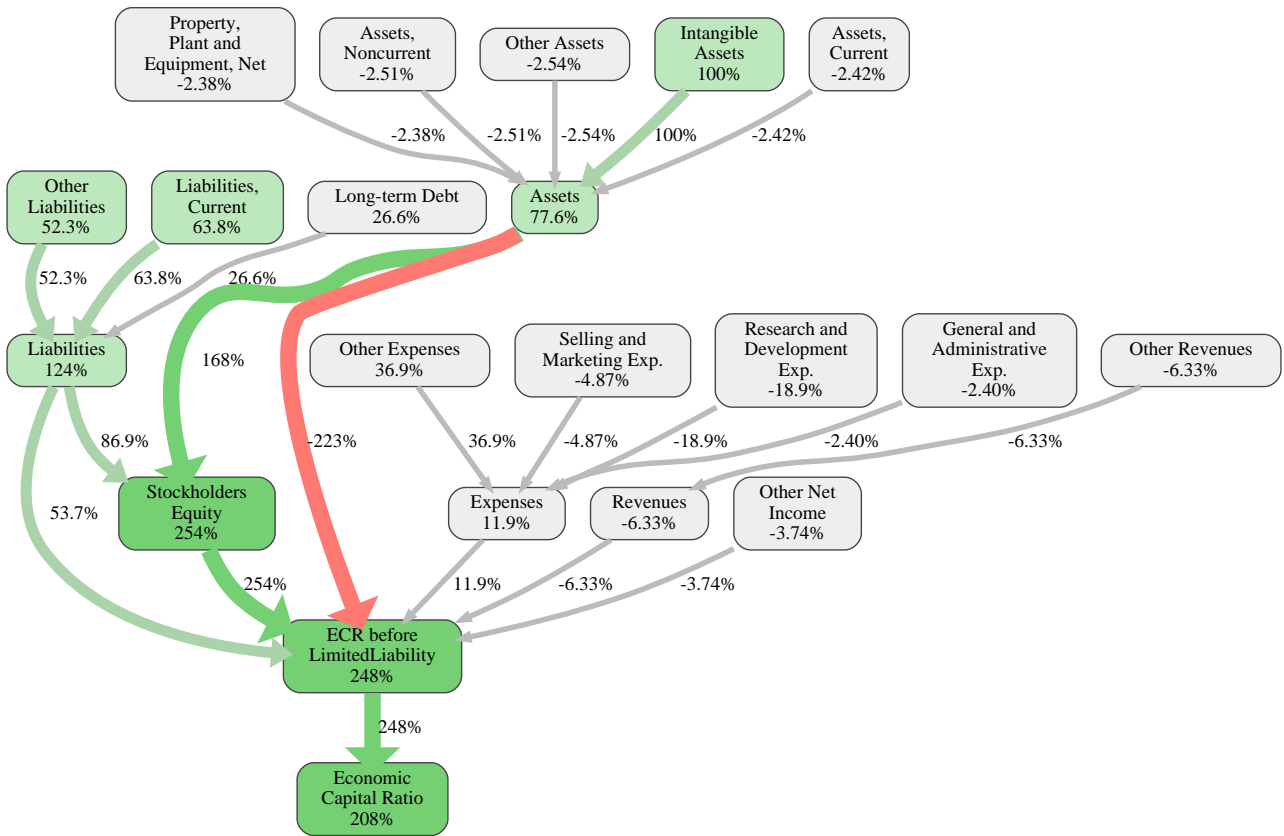 Property,
Plant and
Equipment, Net
-2.38%
Assets,
Noncurrent
-2.51%
Other Assets
-2.54%
Intangible
Assets
100%
Assets,
Current
-2.42%
-2.38%
-2.51%
-2.54%
100%
-2.42%
Other
Liabilities
52.3%
Liabilities,
Current
63.8%
Long-term Debt
26.6%
Assets
77.6%
52.3%
63.8%
26.6%
Liabilities
124%
168%
Other Expenses
36.9%
Selling and
Marketing Exp.
-4.87%
Research and
Development
Exp.
-18.9%
General and
Administrative
Exp.
-2.40%
Other Revenues
-6.33%
86.9%
-223%
36.9%
-4.87%
-18.9%
-2.40%
-6.33%
53.7%
Stockholders
Equity
254%
Expenses
11.9%
Revenues
-6.33%
Other Net
Income
-3.74%
254%
11.9%
-6.33%
-3.74%
ECR before
LimitedLiability
248%
248%
Economic
Capital Ratio
208%